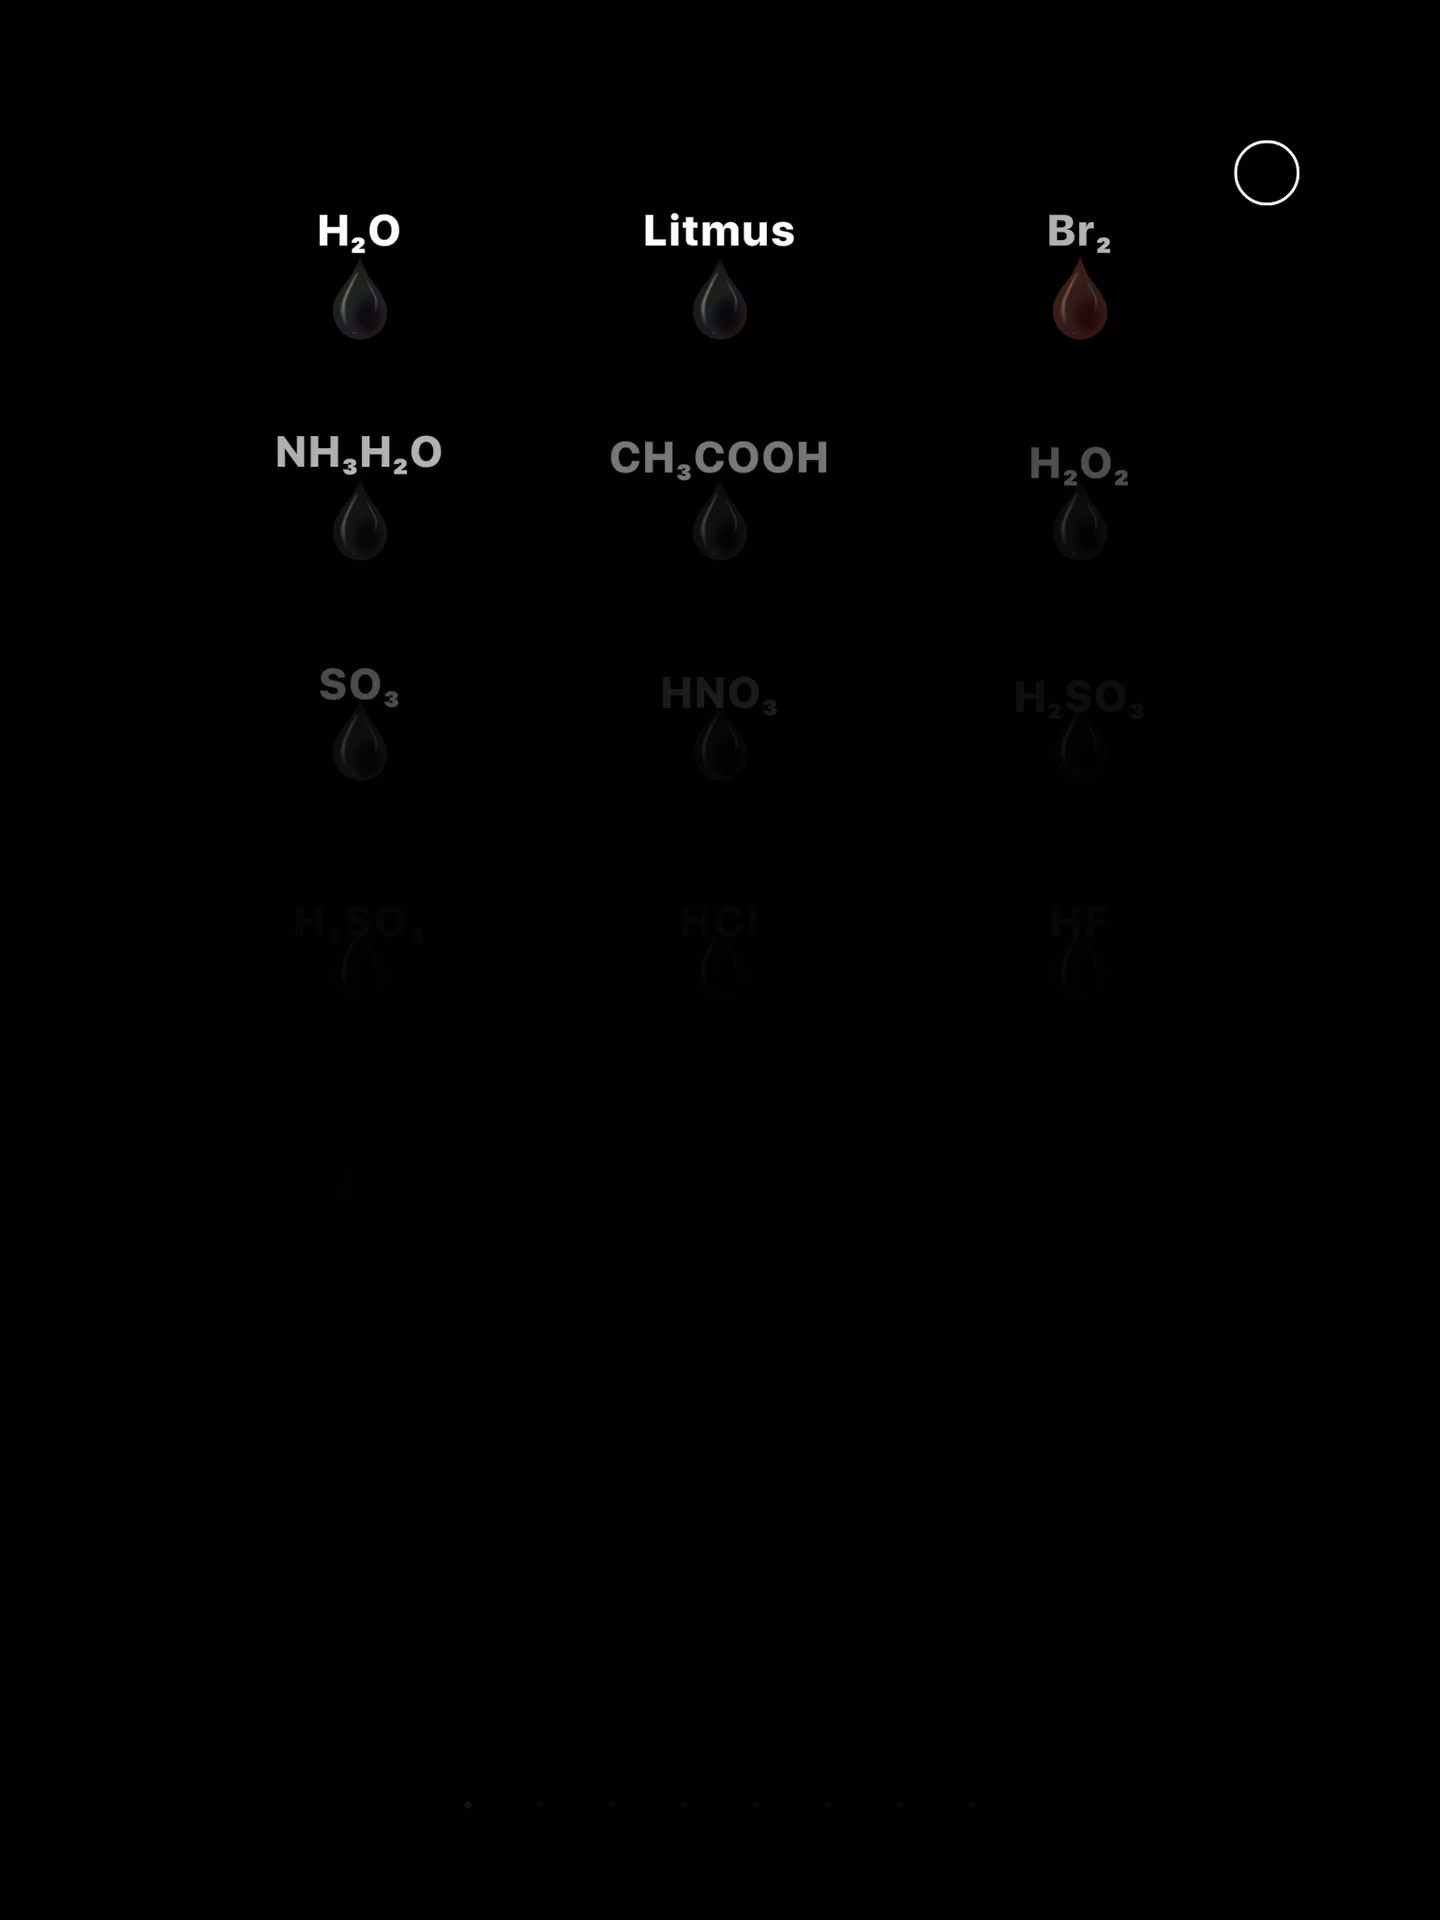 H₂O Litmus Br₂
NH₃H₂O CH₃COOH H₂O₂
SO₃ HNO₃ H₂SO₃
H₂SO₄ HCl HF